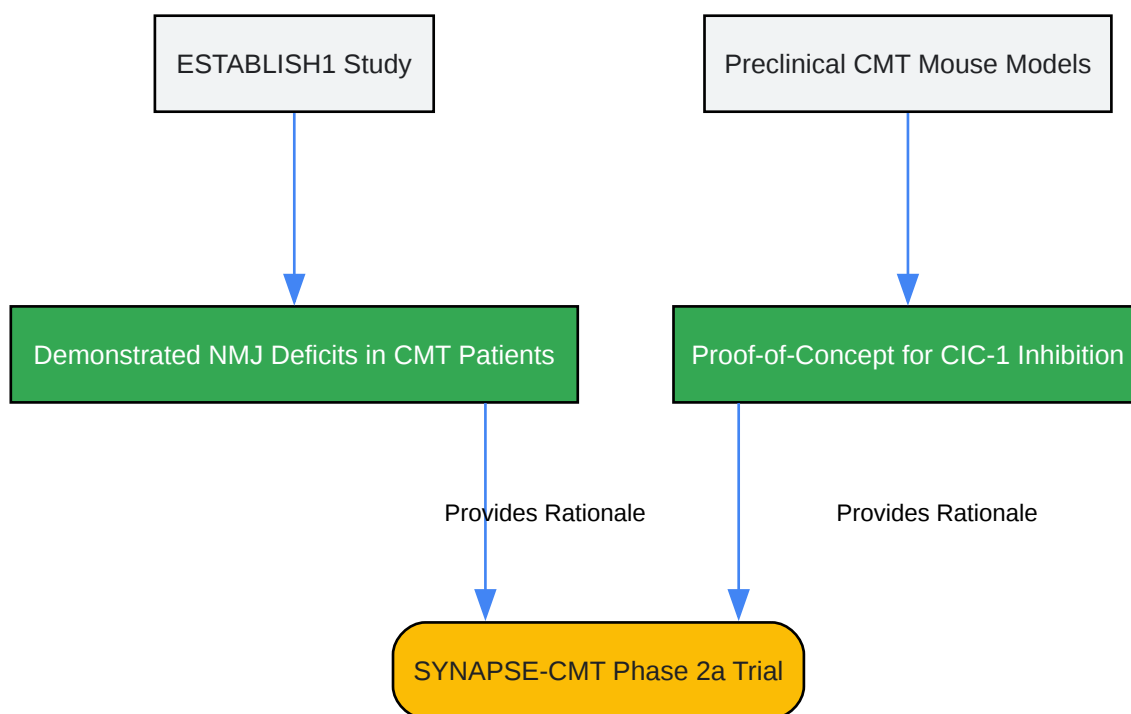 ESTABLISH1 Study
Preclinical CMT Mouse Models
Demonstrated NMJ Deficits in CMT Patients
Proof-of-Concept for ClC-1 Inhibition
Provides Rationale
Provides Rationale
SYNAPSE-CMT Phase 2a Trial